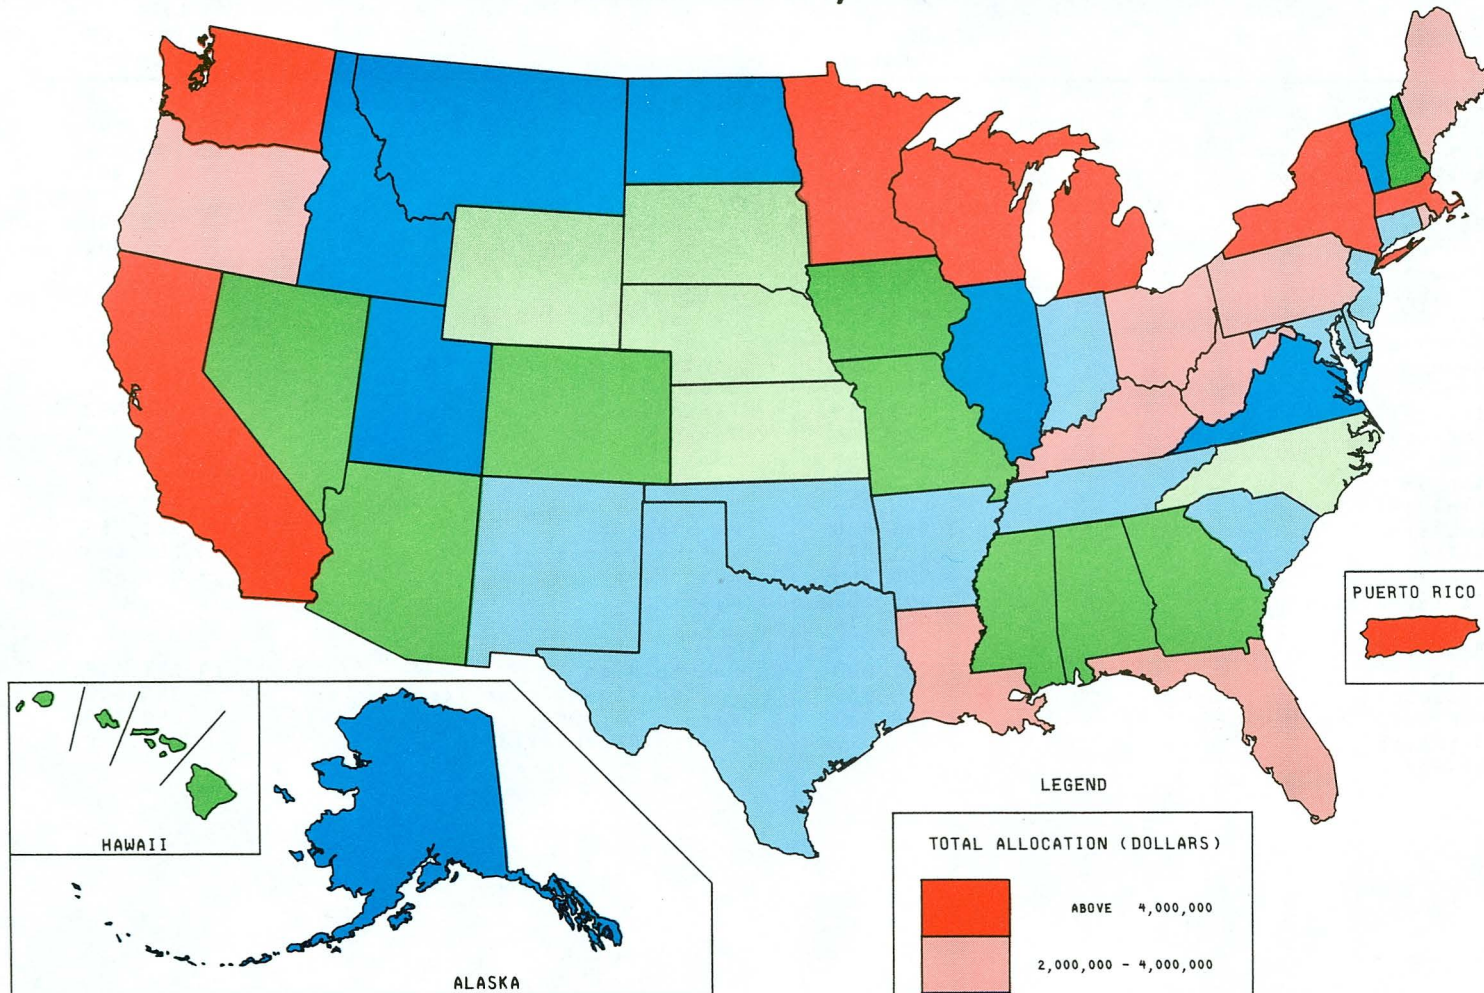 PUERTO RICO
HAWAII
ALASKA
LEGEND
TOTAL ALLOCATION (DOLLARS)
ABOVE 4,000,000
2,000,000 - 4,000,000